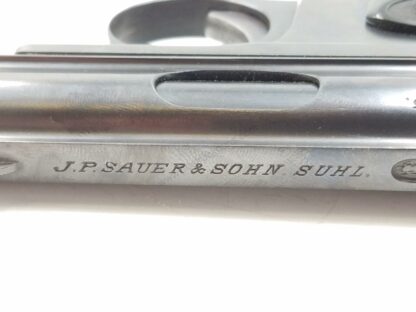 J.P. SAUER & SOHN SUHL.